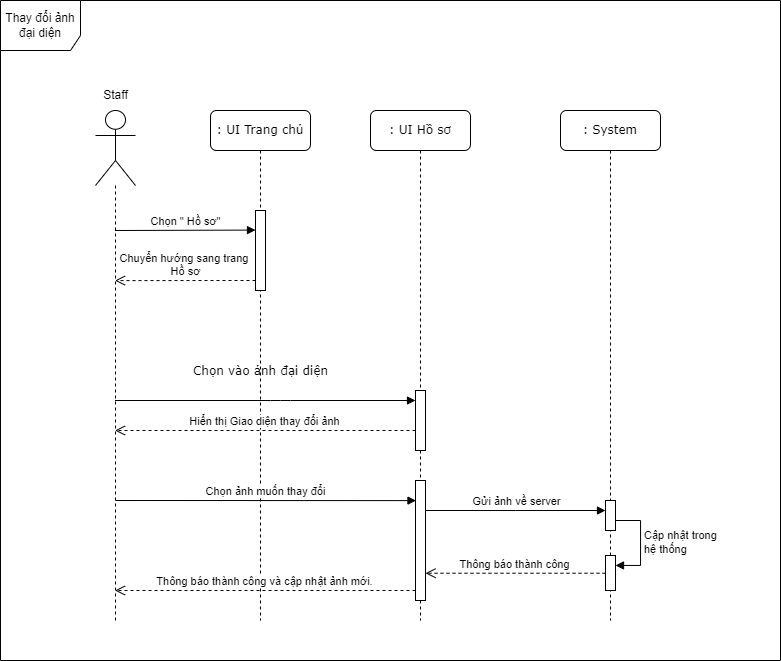 Thay đổi ảnh
đại diện
Staff
: UI Trang chủ
: UI Hồ sơ
: System
Chọn " Hồ sơ"
Chuyển hướng sang trang
Hồ sơ
Chọn vào ảnh đại diện
Hiển thị Giao diện thay đổi ảnh
Chọn ảnh muốn thay đổi
Gửi ảnh về server
Cập nhật trong
hệ thống
Thông báo thành công
Thông báo thành công và cập nhật ảnh mới.